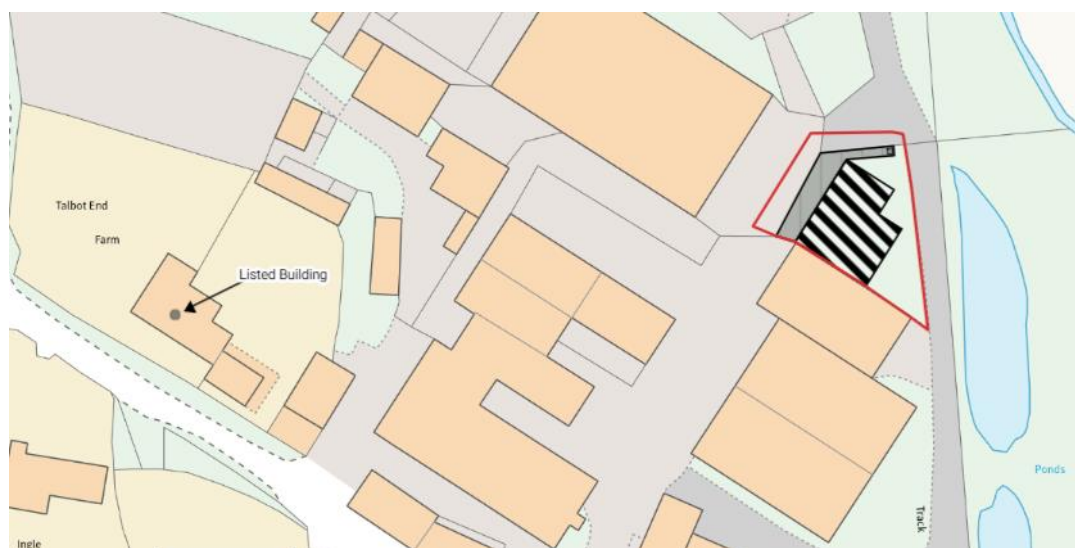 Talbot End
Farm
Listed Building
Ponds
Track
Ingle